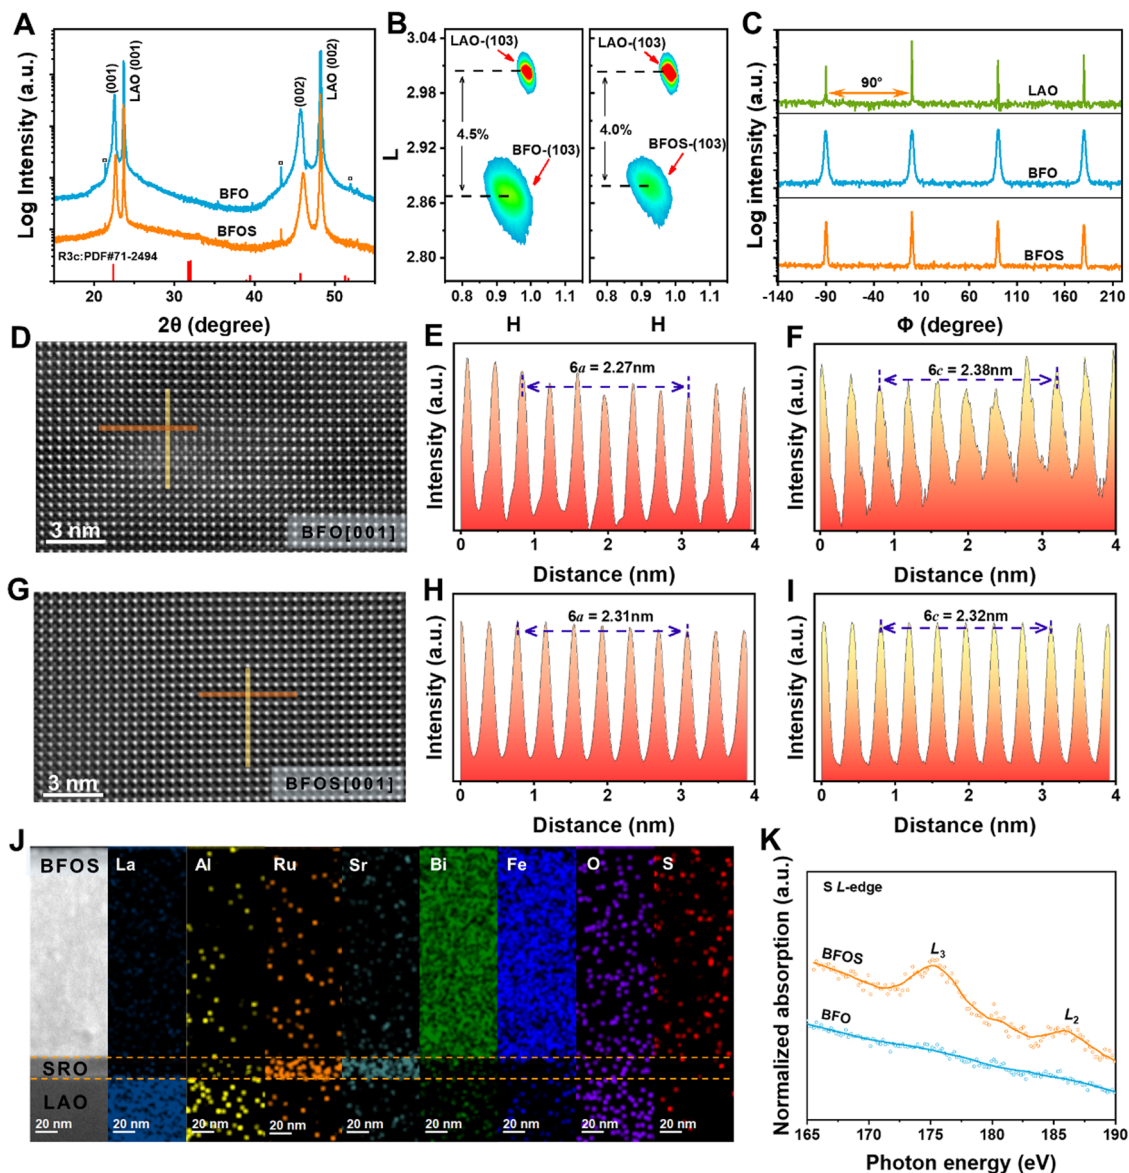 A
Log Intensity (a.u.)
(001)
LAO (001)
(002)
LAO (002)
BFO
BFOS
R3c:PDF#71-2494
20
30
40
50
2θ (degree)
B
L
3.04
2.98
2.92
2.86
2.80
LAO-(103)
4.5%
BFO-(103)
0.8
0.9
1.0
1.1
H
LAO-(103)
4.0%
BFOS-(103)
0.8
0.9
1.0
1.1
H
C
Log intensity (a.u.)
90°
LAO
BFO
BFOS
-140
-90
-40
10
60
110
160
210
Φ (degree)
D
3 nm
BFO[001]
E
Intensity (a.u.)
6a = 2.27nm
0
1
2
3
4
Distance (nm)
F
Intensity (a.u.)
6c = 2.38nm
0
1
2
3
4
Distance (nm)
G
3 nm
BFOS[001]
H
Intensity (a.u.)
6a = 2.31nm
0
1
2
3
4
Distance (nm)
I
Intensity (a.u.)
6c = 2.32nm
0
1
2
3
4
Distance (nm)
J
BFOS
La
Al
Ru
Sr
Bi
Fe
O
S
SRO
LAO
20 nm
20 nm
20 nm
20 nm
20 nm
20 nm
20 nm
20 nm
20 nm
K
Normalized absorption (a.u.)
S L-edge
BFOS
L3
L2
BFO
165
170
175
180
185
190
Photon energy (eV)